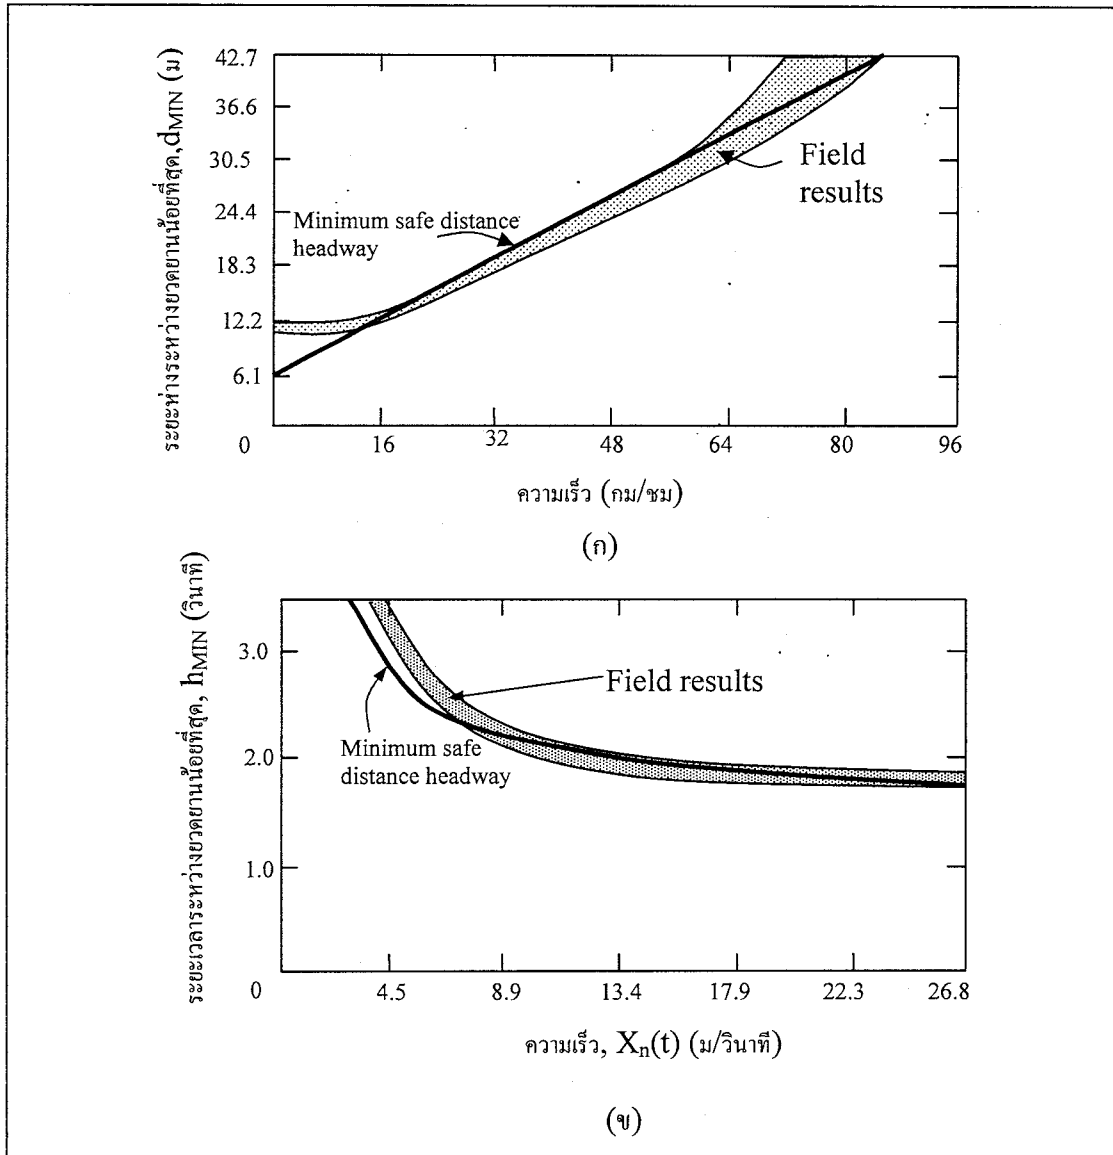 ระยะห่างระหว่างยวดยานน้อยที่สุด,dMIN (ม)
42.7
36.6
30.5
24.4
18.3
12.2
6.1
0
Minimum safe distance
headway
Field
results
16
32
48
64
80
96
ความเร็ว (กม/ชม)
(ก)
ระยะเวลาระหว่างยวดยานน้อยที่สุด, hMIN (วินาที)
3.0
2.0
1.0
0
Field results
Minimum safe
distance headway
4.5
8.9
13.4
17.9
22.3
26.8
ความเร็ว, Xn(t) (ม/วินาที)
(ข)